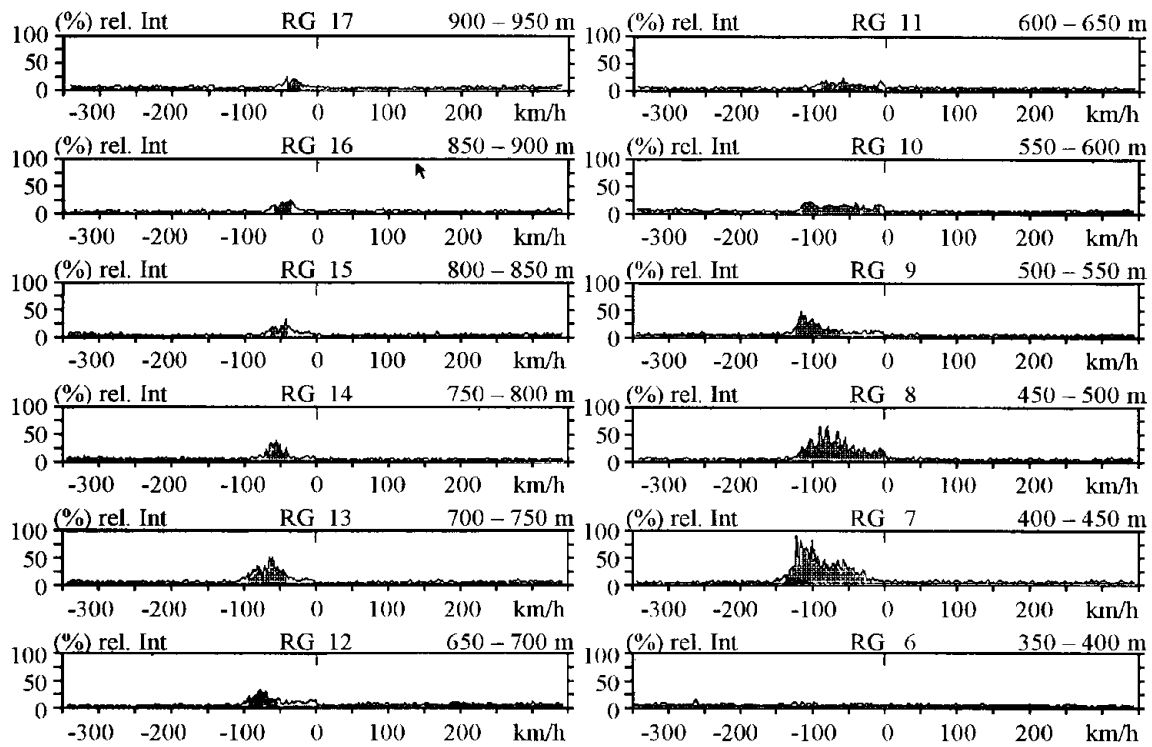 (%) rel. Int RG 17 900 – 950 m
100
50
0
-300 -200 -100 0 100 200 km/h
(%) rel. Int RG 16 850 – 900 m
100
50
0
-300 -200 -100 0 100 200 km/h
(%) rel. Int RG 15 800 – 850 m
100
50
0
-300 -200 -100 0 100 200 km/h
(%) rel. Int RG 14 750 – 800 m
100
50
0
-300 -200 -100 0 100 200 km/h
(%) rel. Int RG 13 700 – 750 m
100
50
0
-300 -200 -100 0 100 200 km/h
(%) rel. Int RG 12 650 – 700 m
100
50
0
-300 -200 -100 0 100 200 km/h
(%) rel. Int RG 11 600 – 650 m
100
50
0
-300 -200 -100 0 100 200 km/h
(%) rel. Int RG 10 550 – 600 m
100
50
0
-300 -200 -100 0 100 200 km/h
(%) rel. Int RG 9 500 – 550 m
100
50
0
-300 -200 -100 0 100 200 km/h
(%) rel. Int RG 8 450 – 500 m
100
50
0
-300 -200 -100 0 100 200 km/h
(%) rel. Int RG 7 400 – 450 m
100
50
0
-300 -200 -100 0 100 200 km/h
(%) rel. Int RG 6 350 – 400 m
100
50
0
-300 -200 -100 0 100 200 km/h